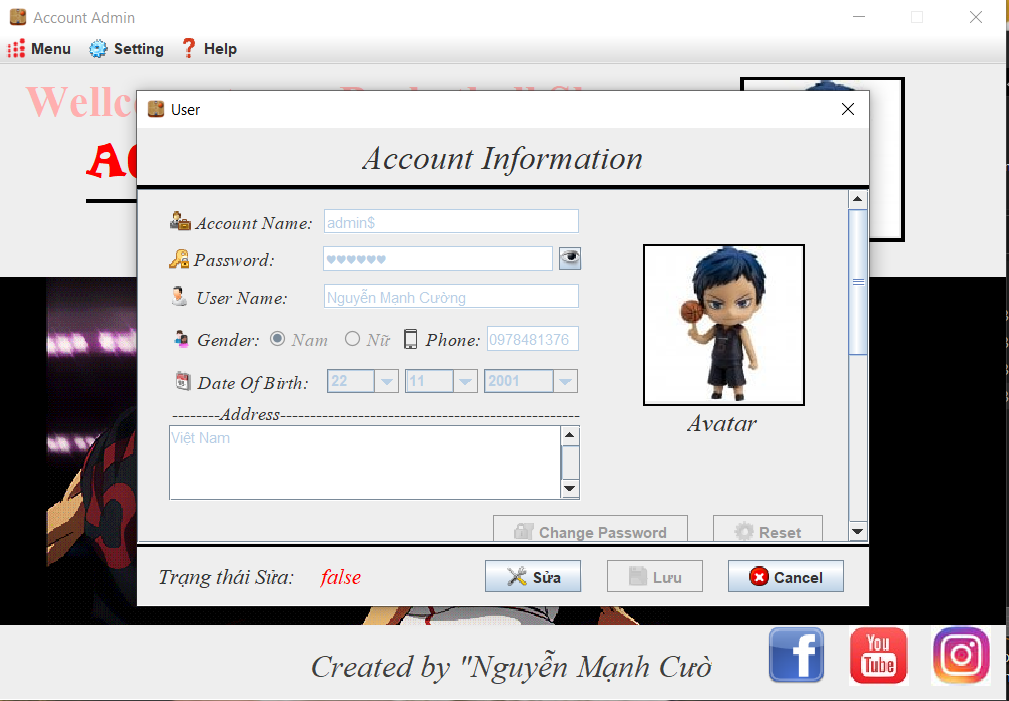 Account Admin
Menu Setting Help
User
Account Information
Account Name: admin$
Password: ♥♥♥♥♥♥
User Name: Nguyễn Mạnh Cường
Gender: Nam Nữ Phone: 0978481376
Date Of Birth: 22 11 2001
--------Address------------------------------------------
Việt Nam
Avatar
Change Password Reset
Trạng thái Sửa: false
Sửa Lưu Cancel
Created by "Nguyễn Mạnh Cườ
You
Tube